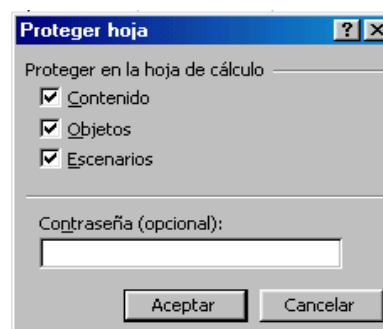 Proteger hoja
Proteger en la hoja de cálculo
Contenido
Objetos
Escenarios
Contraseña (opcional):
Aceptar Cancelar